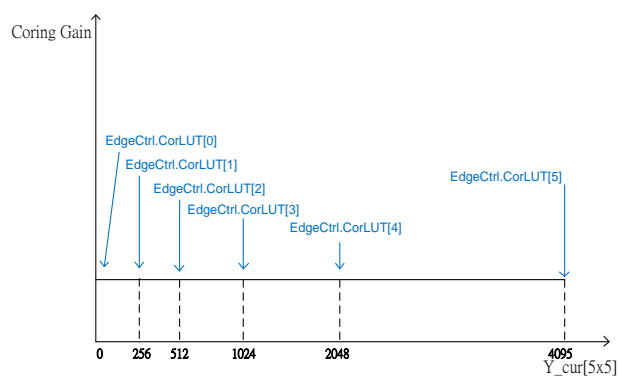 Coring Gain
EdgeCtrl.CorLUT[0]
EdgeCtrl.CorLUT[1]
EdgeCtrl.CorLUT[2]
EdgeCtrl.CorLUT[3]
EdgeCtrl.CorLUT[4]
EdgeCtrl.CorLUT[5]
0 256 512 1024 2048 4095
Y_cur[5x5]